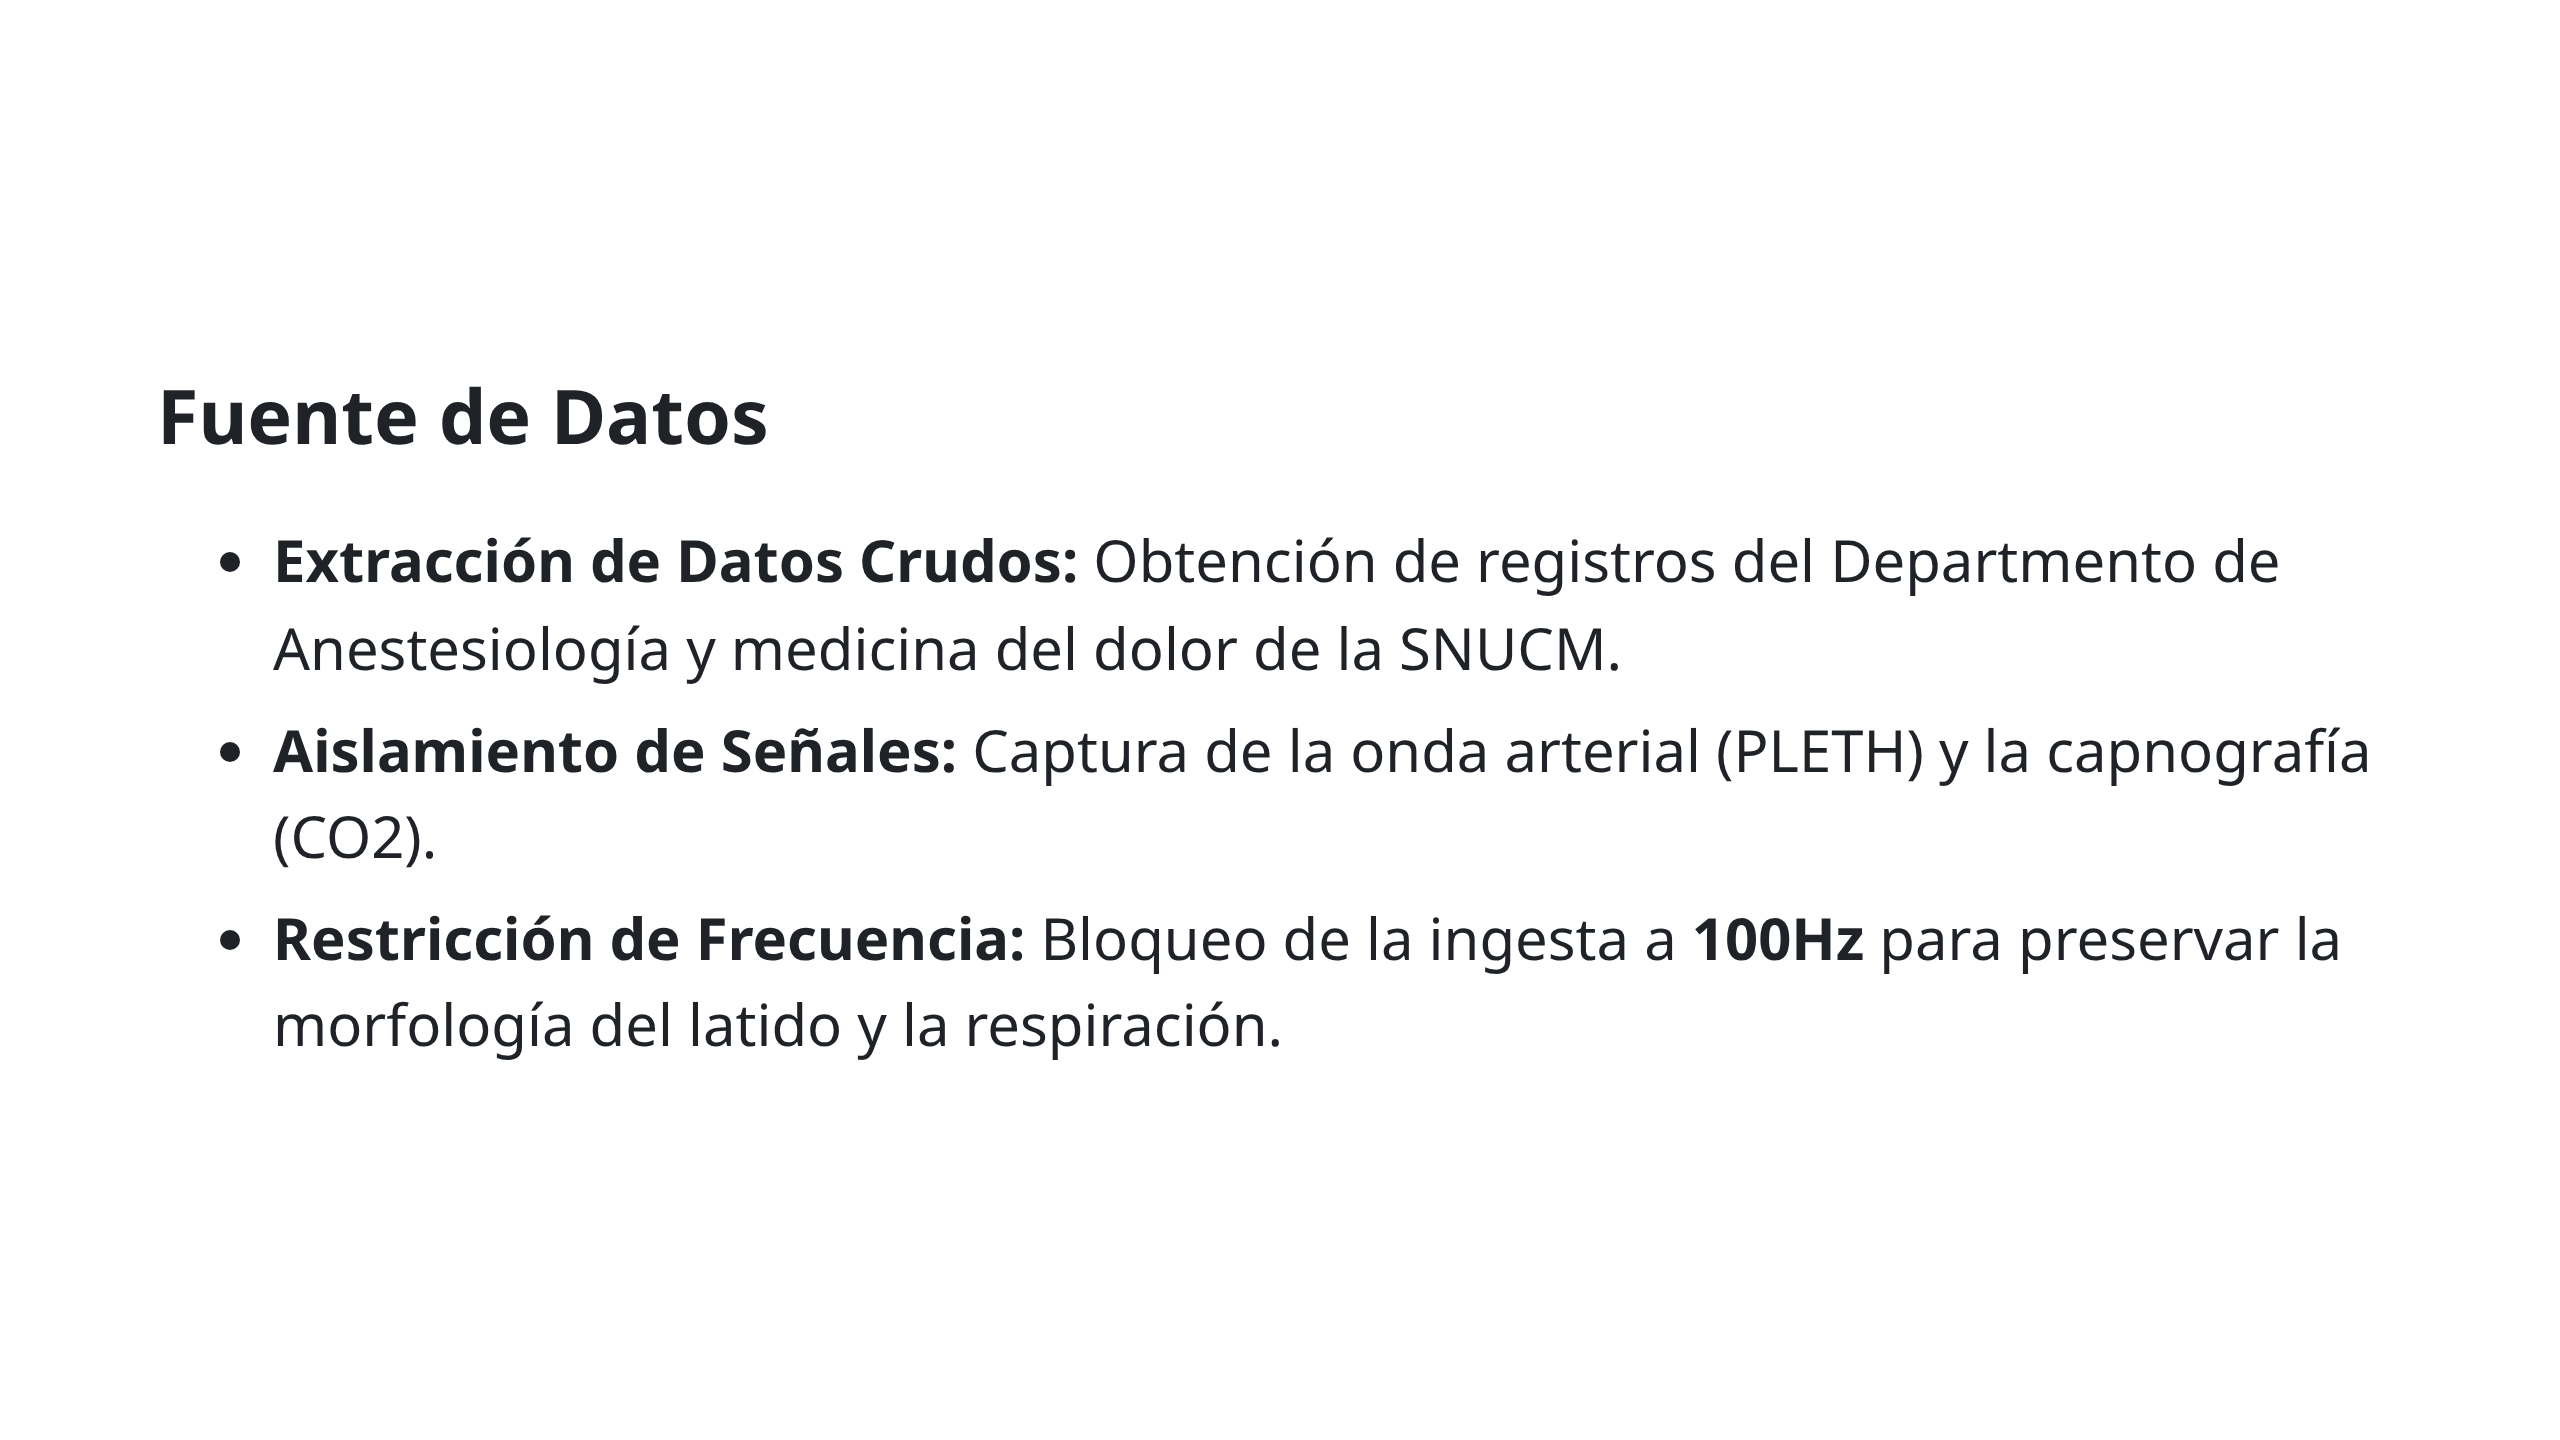 Fuente de Datos
• Extracción de Datos Crudos: Obtención de registros del Departmento de
Anestesiología y medicina del dolor de la SNUCM.
• Aislamiento de Señales: Captura de la onda arterial (PLETH) y la capnografía
(CO2).
• Restricción de Frecuencia: Bloqueo de la ingesta a 100Hz para preservar la
morfología del latido y la respiración.